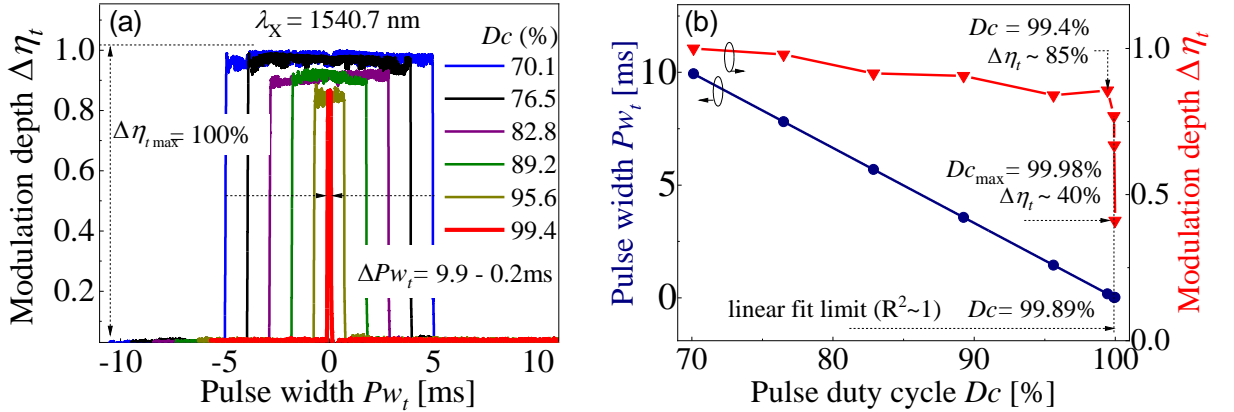 (a)
λX = 1540.7 nm
Dc (%)
70.1
76.5
82.8
89.2
95.6
99.4
Δηt max = 100%
ΔPwt = 9.9 - 0.2ms
1.0
0.8
0.6
0.4
0.2
Modulation depth Δηt
-10
-5
0
5
10
Pulse width Pwt [ms]
(b)
Dc = 99.4%
Δηt ~ 85%
Dcmax = 99.98%
Δηt ~ 40%
linear fit limit (R²~1)
Dc = 99.89%
10
5
0
Pulse width Pwt [ms]
1.0
0.5
0.0
Modulation depth Δηt
70
80
90
100
Pulse duty cycle Dc [%]